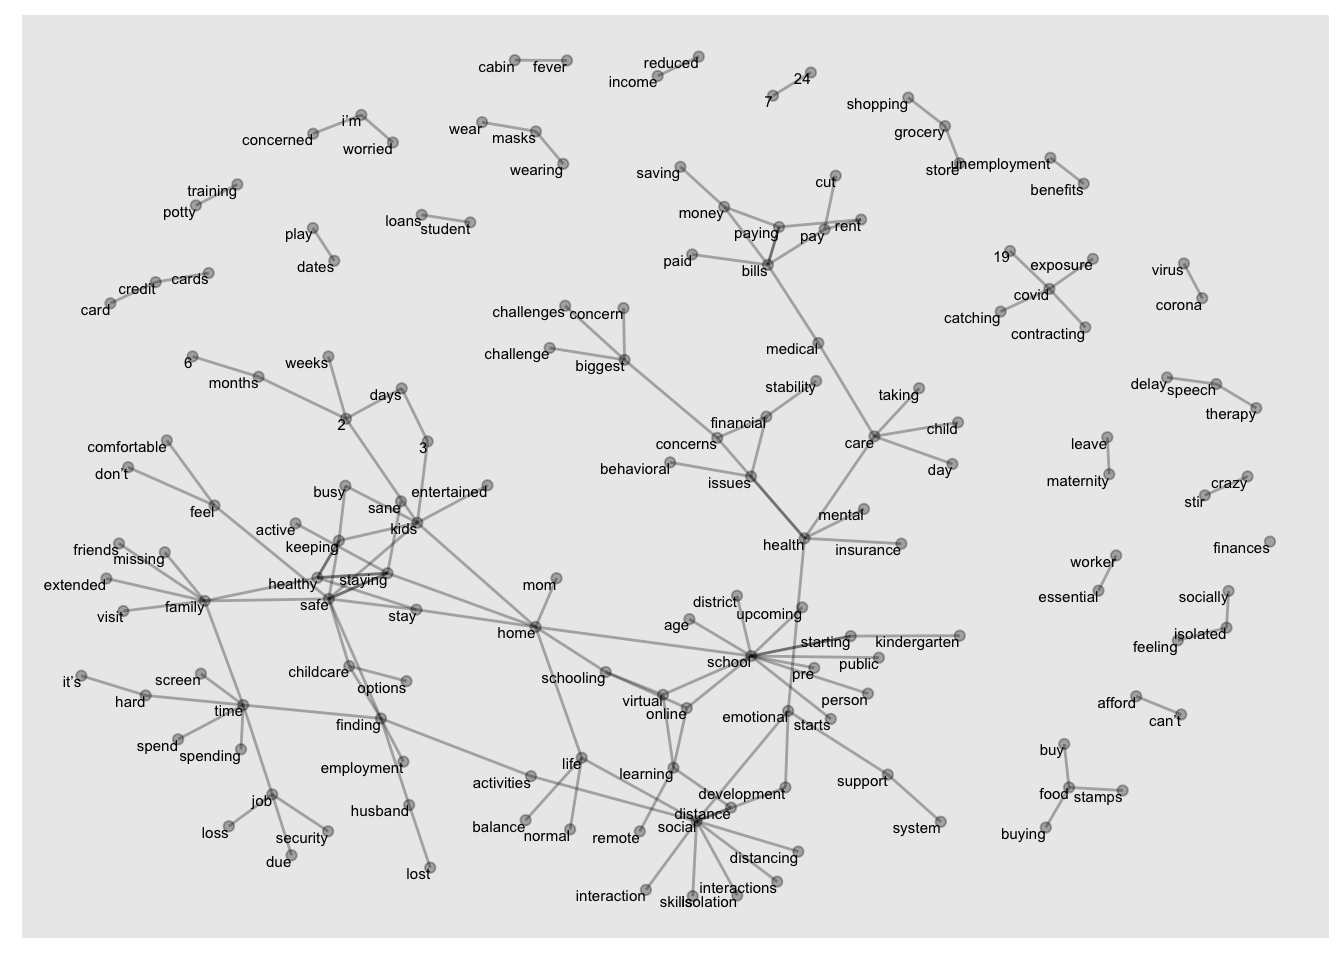 reduced
cabin
fever
income
24
7
shopping
i'm
wear
grocery
concerned
masks
worried
unemployment
wearing
store
saving
cut
training
benefits
potty
money
loans
student
rent
play
paying
pay
19
paid
bills
exposure
virus
dates
cards
credit
covid
card
corona
challenges
concern
catching
contracting
medical
challenge
6
weeks
biggest
months
stability
delay
speech
days
taking
therapy
2
financial
child
comfortable
3
concerns
care
leave
don't
behavioral
day
busy
entertained
issues
maternity
crazy
sane
stir
feel
mental
active
kids
keeping
health
insurance
finances
friends
missing
worker
extended
healthy
staying
mom
family
safe
district
essential
socially
visit
stay
upcoming
age
home
starting
kindergarten
isolated
feeling
school
public
childcare
schooling
pre
it's
screen
options
hard
virtual
person
afford
time
online
emotional
starts
can't
finding
spend
spending
buy
employment
life
learning
support
activities
development
food
stamps
job
husband
distance
loss
security
balance
normal
remote
social
system
buying
due
distancing
lost
interactions
interaction
skills
isolation